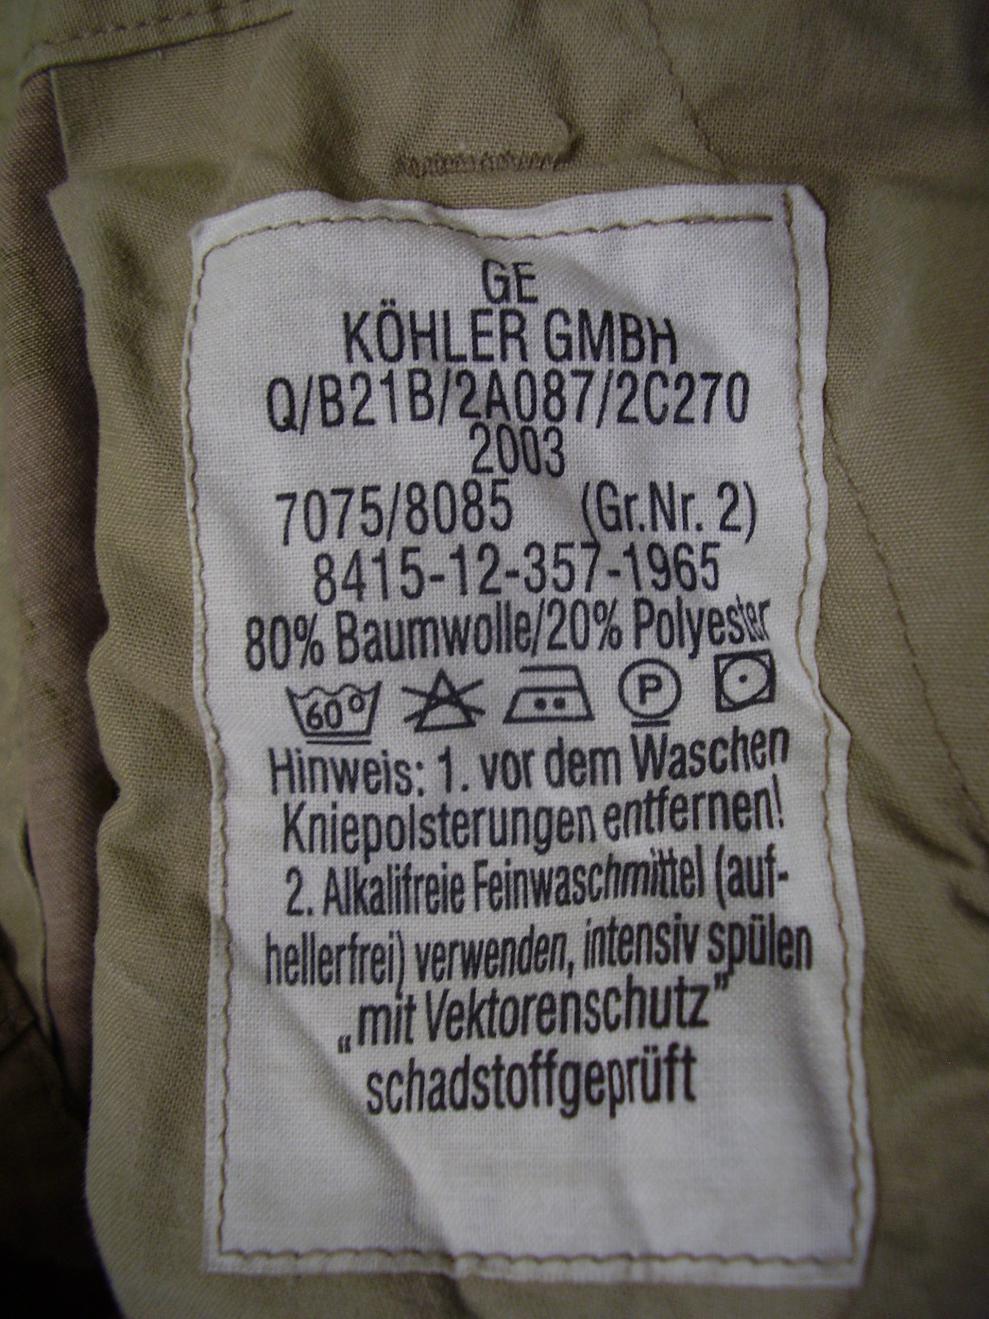 GE
KÖHLER GMBH
Q/B21B/2A087/2C270
2003
7075/8085 (Gr.Nr. 2)
8415-12-357-1965
80% Baumwolle/20% Polyester
60° P
Hinweis: 1. vor dem Waschen
Kniepolsterungen entfernen!
2. Alkalifreie Feinwaschmittel (auf-
hellerfrei) verwenden, intensiv spülen
„mit Vektorenschutz”
schadstoffgeprüft